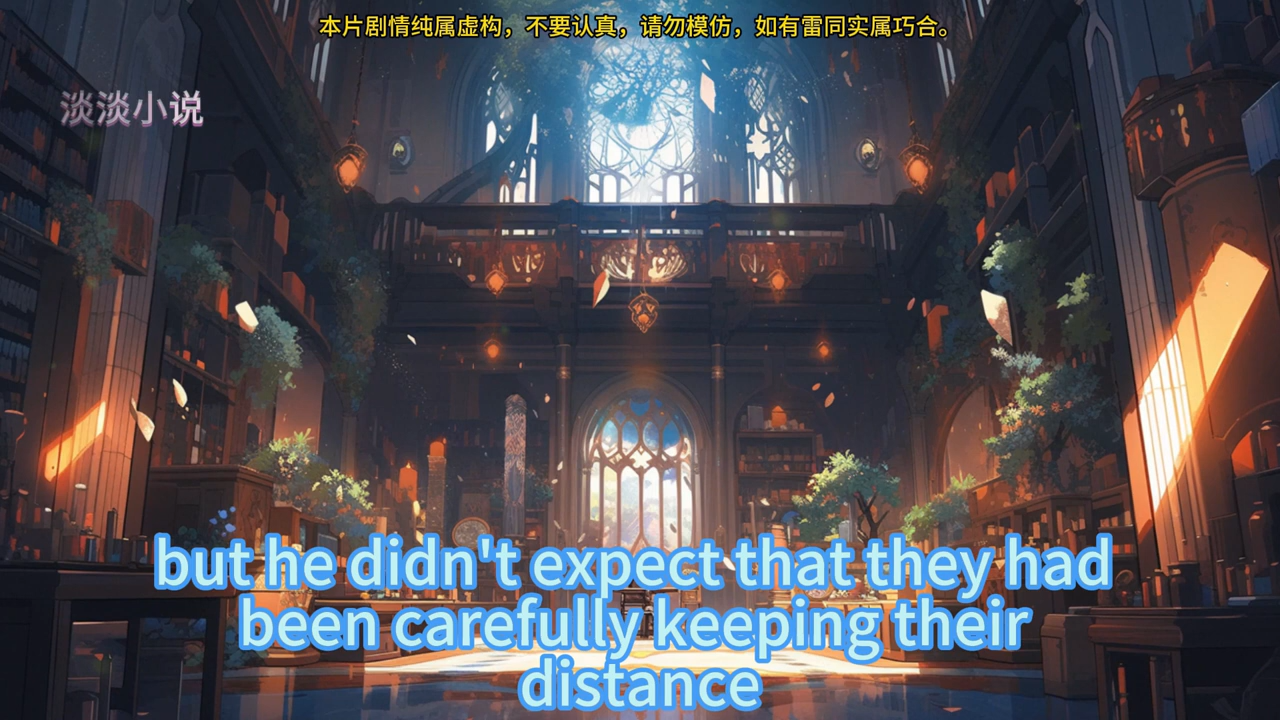 本片剧情纯属虚构，不要认真，请勿模仿，如有雷同实属巧合。
淡淡小说
but he didn't expect that they had
been carefully keeping their
distance